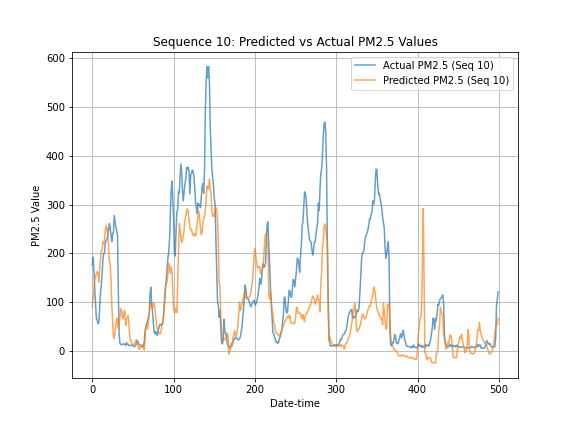 Sequence 10: Predicted vs Actual PM2.5 Values
Actual PM2.5 (Seq 10)
Predicted PM2.5 (Seq 10)
PM2.5 Value
600
500
400
300
200
100
0
0 100 200 300 400 500
Date-time